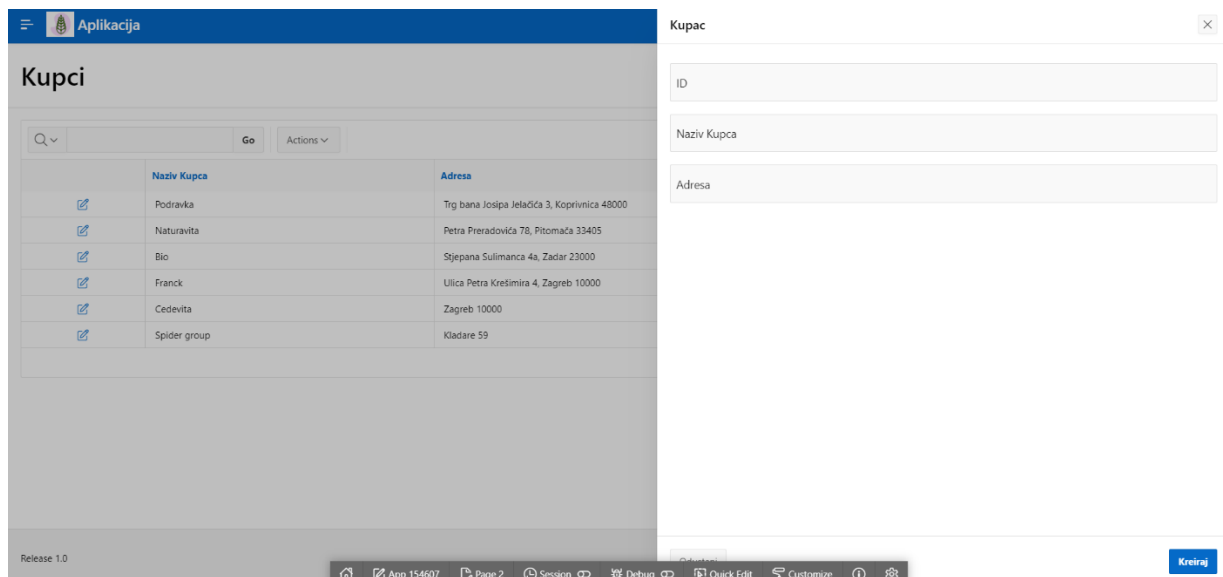 Aplikacija
Kupci
Go Actions
Naziv Kupca Adresa
Podravka Trg bana Josipa Jelačića 3, Koprivnica 48000
Naturavita Petra Preradovića 78, Pitomača 33405
Bio Stjepana Sulimanca 4a, Zadar 23000
Franck Ulica Petra Krešimira 4, Zagreb 10000
Cedevita Zagreb 10000
Spider group Kladare 59
Release 1.0
Kupac
ID
Naziv Kupca
Adresa
Odustani Kreiraj
App 154607 Page 2 Session Debug Quick Edit Customize